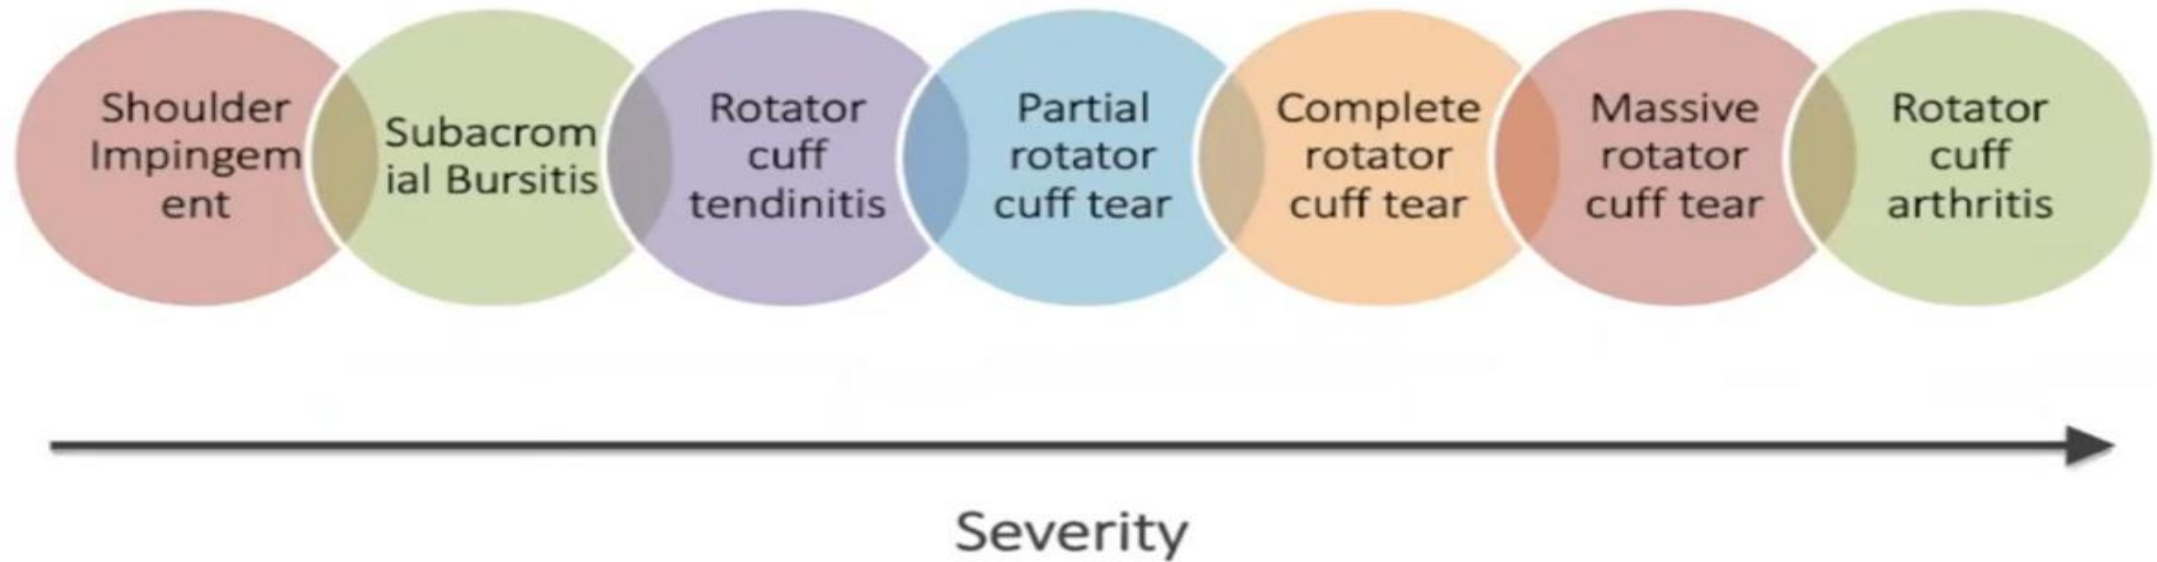 Shoulder
Impingem
ent
Subacrom
ial Bursitis
Rotator
cuff
tendinitis
Partial
rotator
cuff tear
Complete
rotator
cuff tear
Massive
rotator
cuff tear
Rotator
cuff
arthritis
Severity